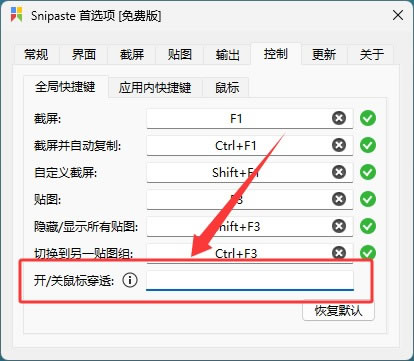 Snipaste 首选项 [免费版]
常规 界面 截屏 贴图 输出 控制 更新 关于
全局快捷键 应用内快捷键 鼠标
截屏: F1
截屏并自动复制: Ctrl+F1
自定义截屏: Shift+F1
贴图: F3
隐藏/显示所有贴图: Shift+F3
切换到另一贴图组: Ctrl+F3
开/关鼠标穿透:
恢复默认